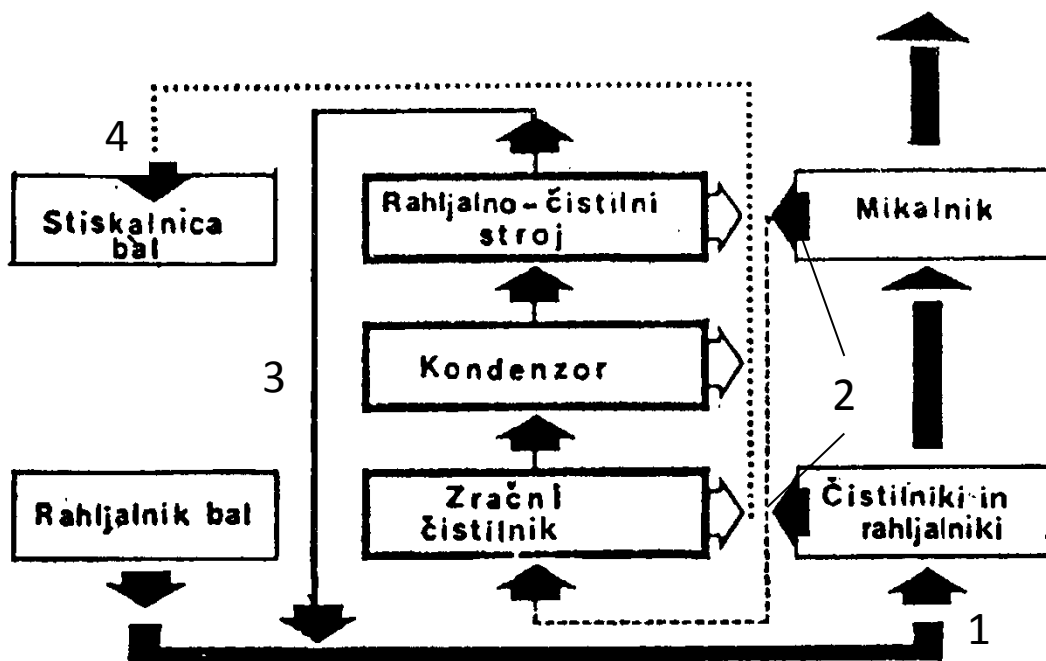 4
Stiskalnica
bal
Rahljalno-čistilni
stroj
Mikalnik
3
Kondenzor
2
Rahljalnik bal
Zračni
čistilnik
Čistilniki in
rahljalniki
1